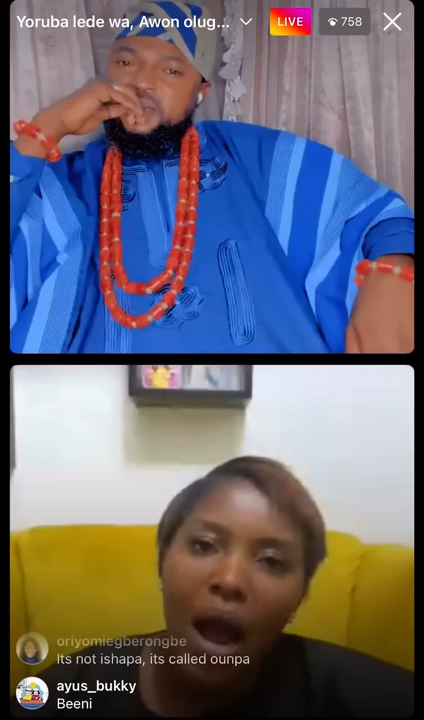 Yoruba lede wa, Awon olug...
LIVE
758
oriyomiegberongbe
Its not ishapa, its called ounpa
ayus_bukky
Beeni